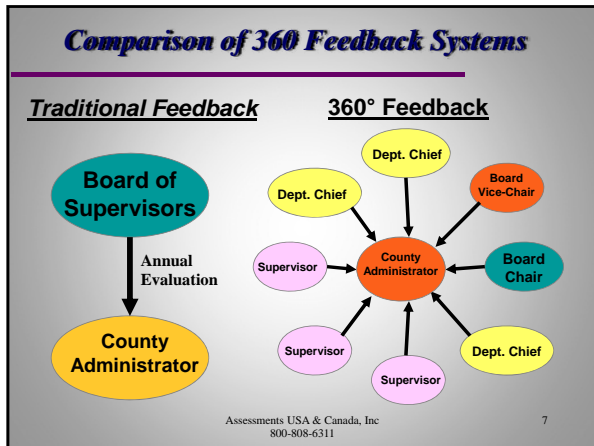 Comparison of 360 Feedback Systems
Traditional Feedback
360° Feedback
Board of
Supervisors
Annual
Evaluation
County
Administrator
Dept. Chief
Dept. Chief
Board
Vice-Chair
Supervisor
County
Administrator
Board
Chair
Supervisor
Supervisor
Dept. Chief
Assessments USA & Canada, Inc
800-808-6311
7